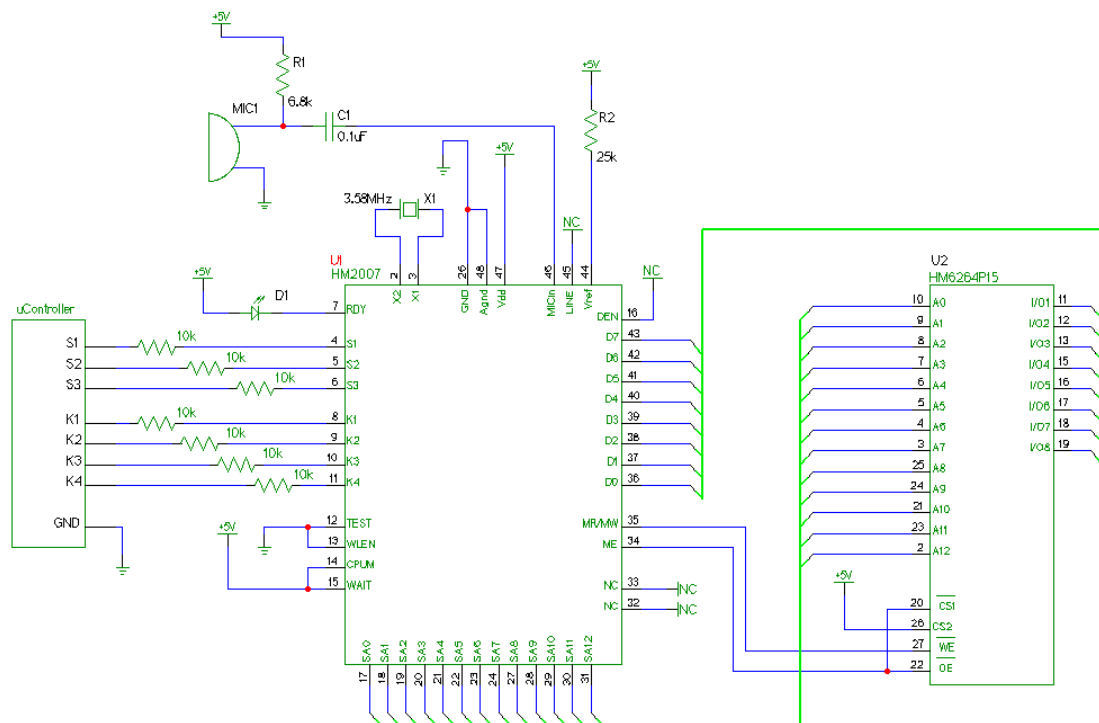 +5V
R1
6.8k
MIC1
C1
0.1uF
+5V
R2
25k
+5V
3.58MHz
X1
NC
U1
HM2007
2
3
26
48
47
46
45
44
X2
X1
GND
Agnd
Vdd
MICin
LINE
Vref
NC
+5V
D1
7
RDY
DEN
16
uController
S1
10k
4
S1
S2
10k
5
S2
S3
10k
6
S3
K1
10k
8
K1
K2
10k
9
K2
K3
10k
10
K3
K4
10k
11
K4
GND
12
TEST
13
WLEN
+5V
14
CPUM
15
WAIT
D7
43
D6
42
D5
41
D4
40
D3
39
D2
38
D1
37
D0
36
MR/MW
35
ME
34
NC
33
NC
NC
32
NC
SA0
SA1
SA2
SA3
SA4
SA5
SA6
SA7
SA8
SA9
SA10
SA11
SA12
17
18
19
20
21
22
23
24
27
28
29
30
31
U2
HM6264P15
10
A0
I/O1
11
9
A1
I/O2
12
8
A2
I/O3
13
7
A3
I/O4
15
6
A4
I/O5
16
5
A5
I/O6
17
4
A6
I/O7
18
3
A7
I/O8
19
25
A8
24
A9
21
A10
23
A11
2
A12
+5V
20
CS1
26
CS2
27
WE
22
OE